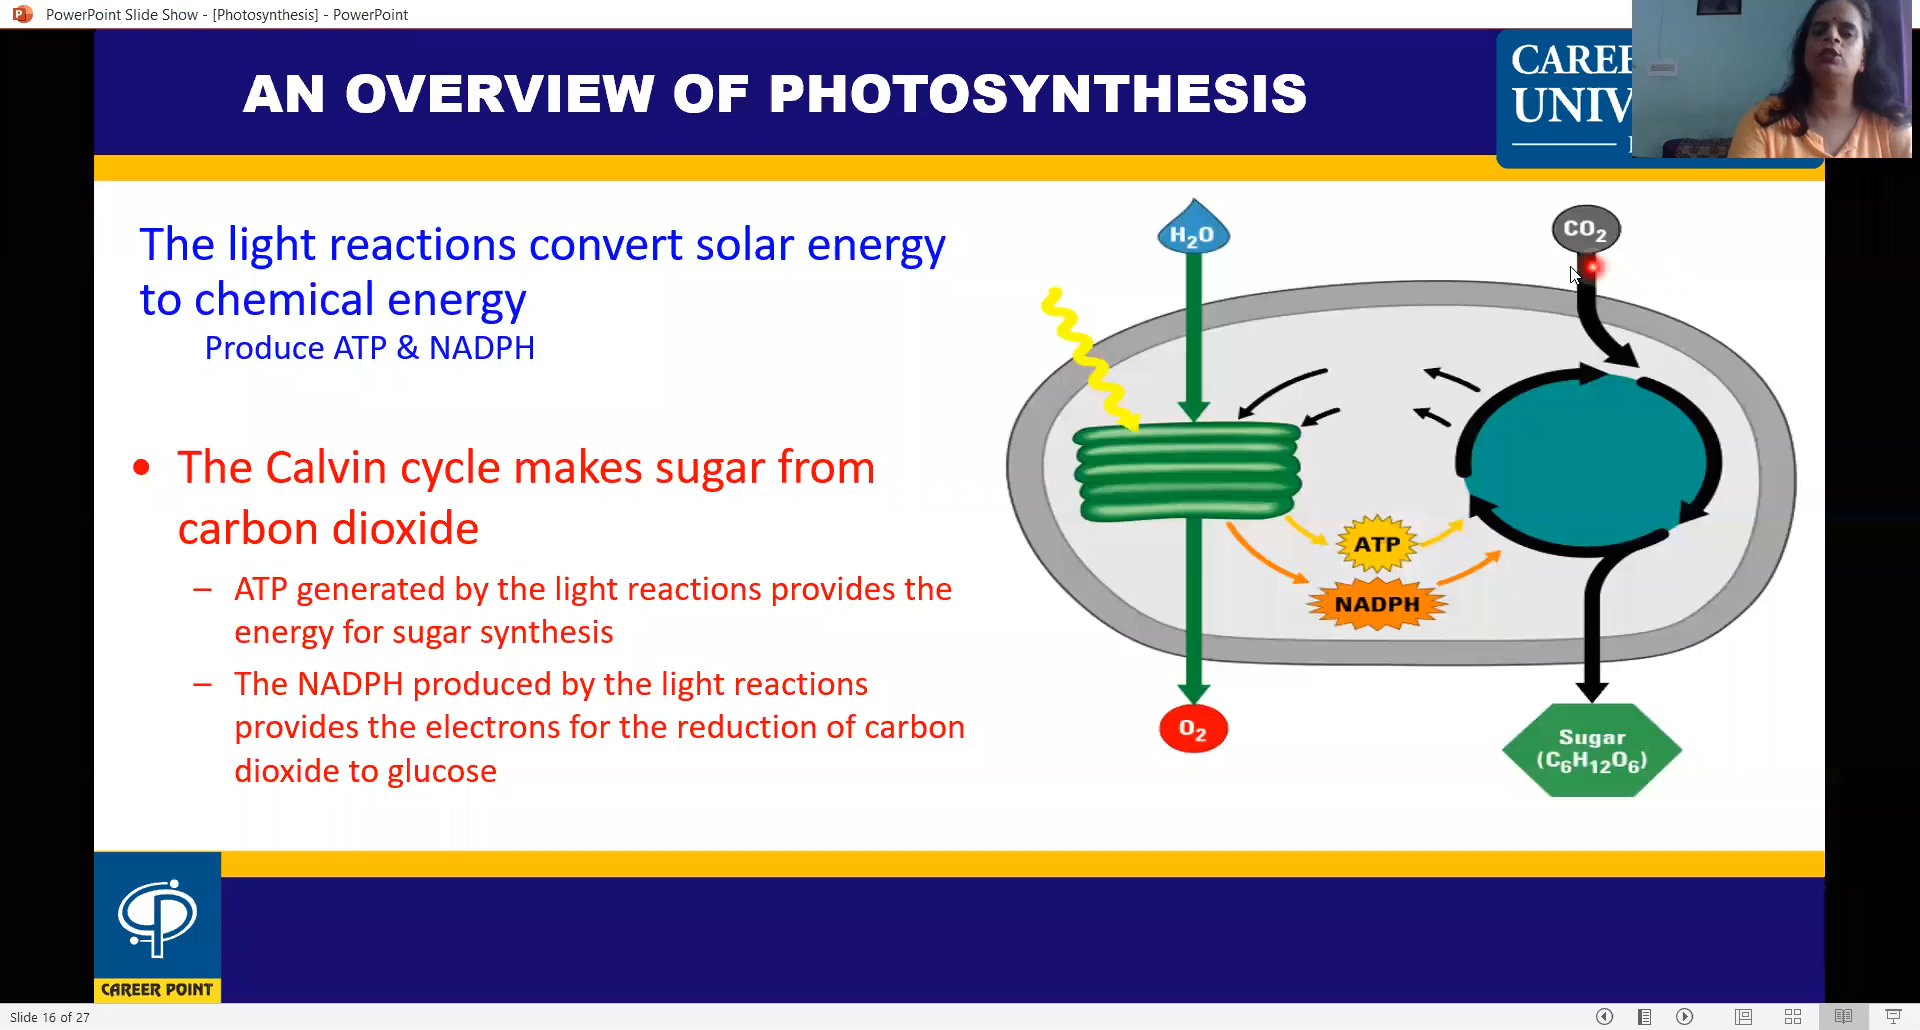 PowerPoint Slide Show - [Photosynthesis] - PowerPoint
AN OVERVIEW OF PHOTOSYNTHESIS
The light reactions convert solar energy
to chemical energy
Produce ATP & NADPH
• The Calvin cycle makes sugar from
carbon dioxide
– ATP generated by the light reactions provides the
energy for sugar synthesis
– The NADPH produced by the light reactions
provides the electrons for the reduction of carbon
dioxide to glucose
H₂O
CO₂
ATP
NADPH
O₂
Sugar
(C₆H₁₂O₆)
CAREER POINT
Slide 16 of 27